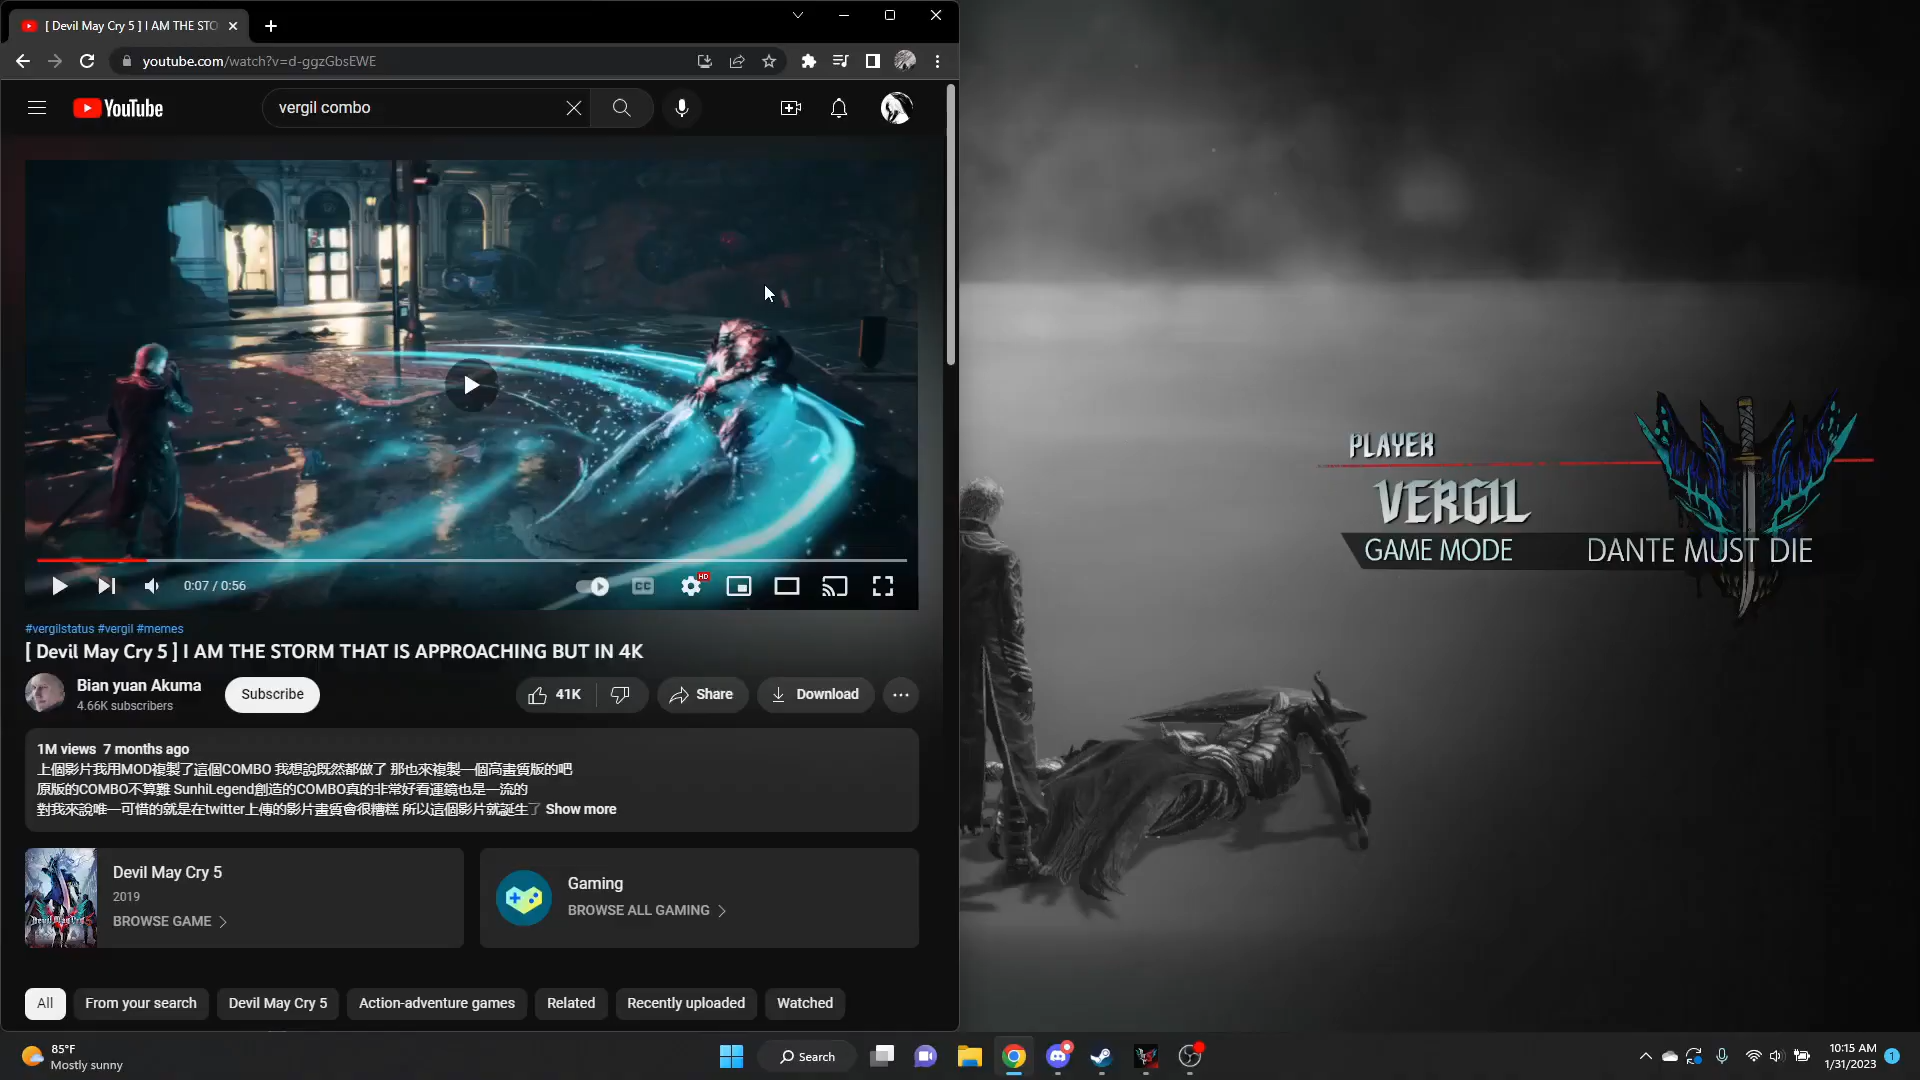 [ Devil May Cry 5 ] I AM THE STO
youtube.com/watch?v=d-ggzGbsEWE
YouTube
vergil combo
0:07 / 0:56
CC
HD
#vergilstatus #vergil #memes
[ Devil May Cry 5 ] I AM THE STORM THAT IS APPROACHING BUT IN 4K
Bian yuan Akuma
4.66K subscribers
Subscribe
41K
Share
Download
1M views 7 months ago
上個影片我用MOD複製了這個COMBO 我想說既然都做了 那也來複製一個高畫質版的吧
原版的COMBO不算難 SunhiLegend創造的COMBO真的非常好看運鏡也是一流的
對我來說唯一可惜的就是在twitter上傳的影片畫質會很糟糕 所以這個影片就誕生了 Show more
Devil May Cry 5
2019
BROWSE GAME
Gaming
BROWSE ALL GAMING
All
From your search
Devil May Cry 5
Action-adventure games
Related
Recently uploaded
Watched
PLAYER
VERGIL
GAME MODE
DANTE MUST DIE
85°F
Mostly sunny
Search
10:15 AM
1/31/2023
1